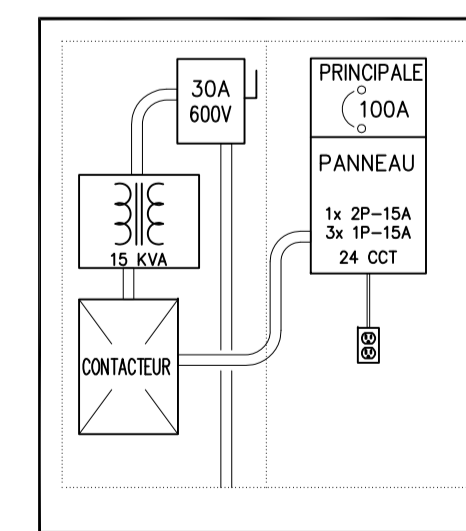 30A
600V
15 KVA
CONTACTEUR
PRINCIPALE
100A
PANNEAU
1x 2P-15A
3x 1P-15A
24 CCT